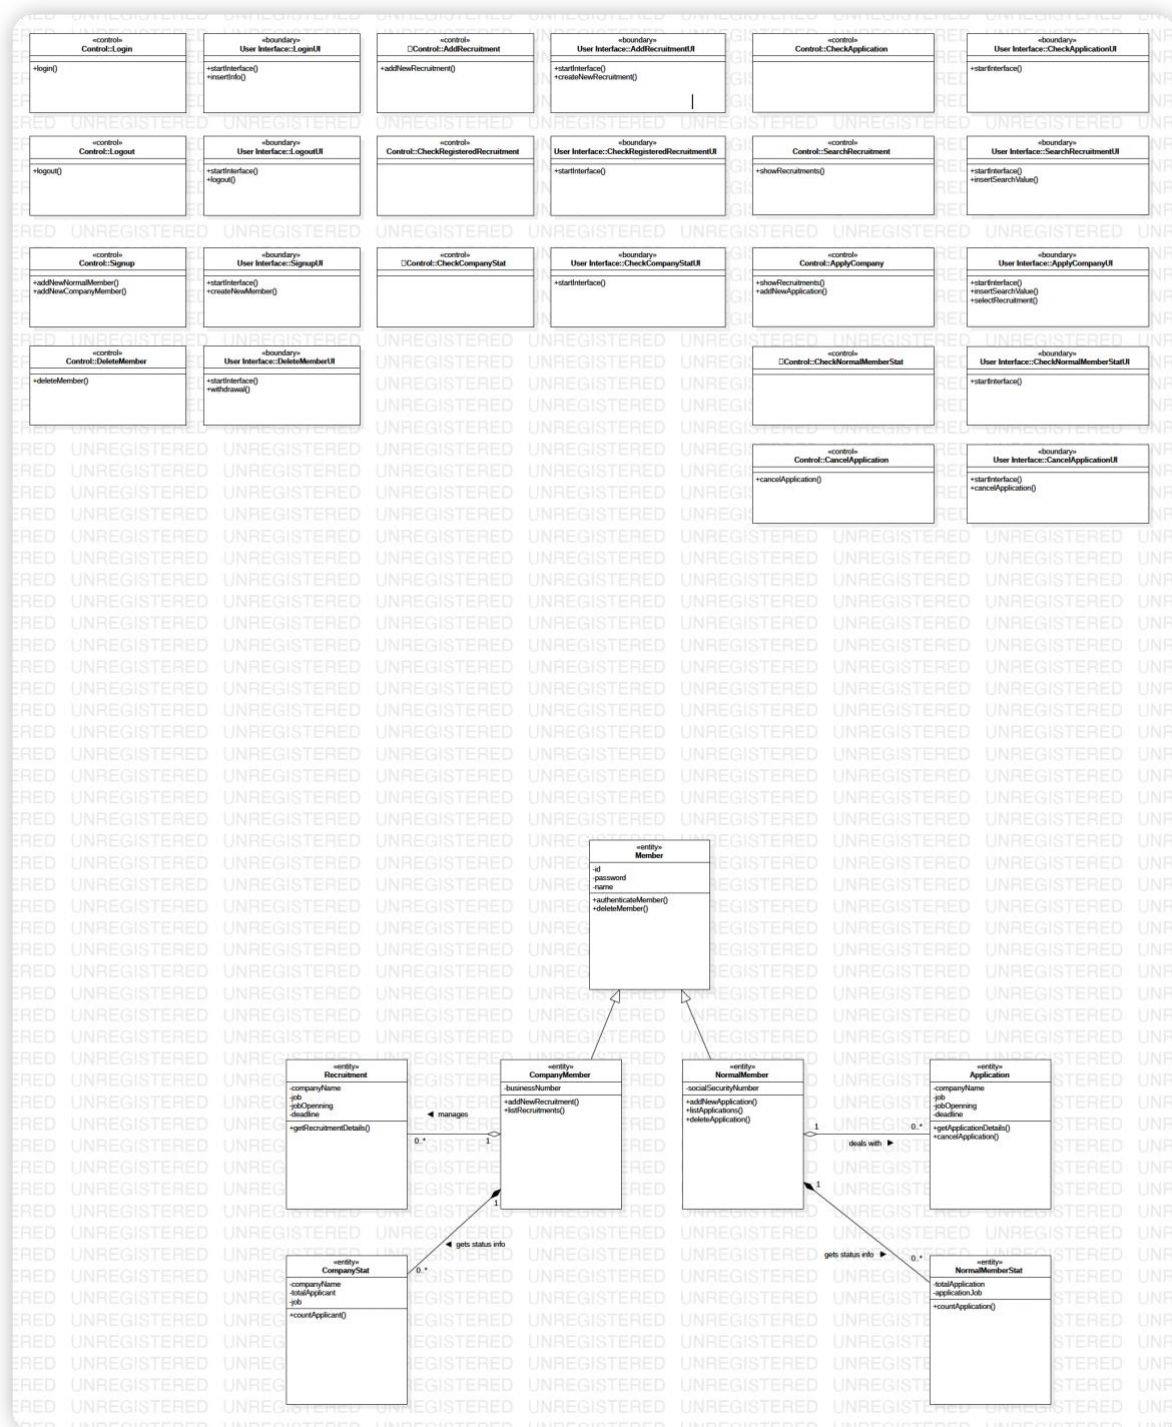 «control»
Control::Login
+login()
«boundary»
User Interface::LoginUI
+startInterface()
+insertInfo()
«control»
Control::AddRecruitment
+addNewRecruitment()
«boundary»
User Interface::AddRecruitmentUI
+startInterface()
+createNewRecruitment()
«control»
Control::CheckApplication
«boundary»
User Interface::CheckApplicationUI
+startInterface()
«control»
Control::Logout
+logout()
«boundary»
User Interface::LogoutUI
+startInterface()
+logout()
«control»
Control::CheckRegisteredRecruitment
«boundary»
User Interface::CheckRegisteredRecruitmentUI
+startInterface()
«control»
Control::SearchRecruitment
+showRecruitments()
«boundary»
User Interface::SearchRecruitmentUI
+startInterface()
+insertSearchValue()
«control»
Control::Signup
+addNewNormalMember()
+addNewCompanyMember()
«boundary»
User Interface::SignupUI
+startInterface()
+createNewMember()
«control»
Control::CheckCompanyStat
«boundary»
User Interface::CheckCompanyStatUI
+startInterface()
«control»
Control::ApplyCompany
+showRecruitments()
+addNewApplication()
«boundary»
User Interface::ApplyCompanyUI
+startInterface()
+insertSearchValue()
+selectRecruitment()
«control»
Control::DeleteMember
+deleteMember()
«boundary»
User Interface::DeleteMemberUI
+startInterface()
+withdrawal()
«control»
Control::CheckNormalMemberStat
«boundary»
User Interface::CheckNormalMemberStatUI
+startInterface()
«control»
Control::CancelApplication
+cancelApplication()
«boundary»
User Interface::CancelApplicationUI
+startInterface()
+cancelApplication()
«entity»
Member
-id
-password
-name
+authenticateMember()
+deleteMember()
«entity»
Recruitment
-companyName
-job
-jobOpenning
-deadline
+getRecruitmentDetails()
◀ manages
0..*
1
«entity»
CompanyMember
-businessNumber
+addNewRecruitment()
+listRecruitments()
«entity»
NormalMember
-socialSecurityNumber
+addNewApplication()
+listApplications()
+deleteApplication()
1
0..*
deals with ▶
«entity»
Application
-companyName
-job
-jobOpenning
-deadline
+getApplicationDetails()
+cancelApplication()
1
◀ gets status info
0..*
1
gets status info ▶
0..*
«entity»
CompanyStat
-companyName
-totalApplicant
-job
+countApplicant()
«entity»
NormalMemberStat
-totalApplication
-applicationJob
+countApplication()
UNREGISTERED